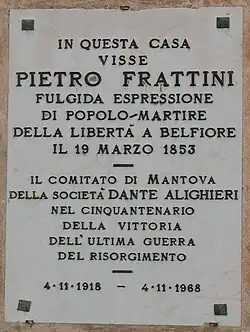 IN QUESTA CASA
VISSE
PIETRO FRATTINI
FULGIDA ESPRESSIONE
DI POPOLO-MARTIRE
DELLA LIBERTÀ A BELFIORE
IL 19 MARZO 1853
IL COMITATO DI MANTOVA
DELLA SOCIETÀ DANTE ALIGHIERI
NEL CINQUANTENARIO
DELLA VITTORIA
DELL'ULTIMA GUERRA
DEL RISORGIMENTO
4·11·1918 – 4·11·1968